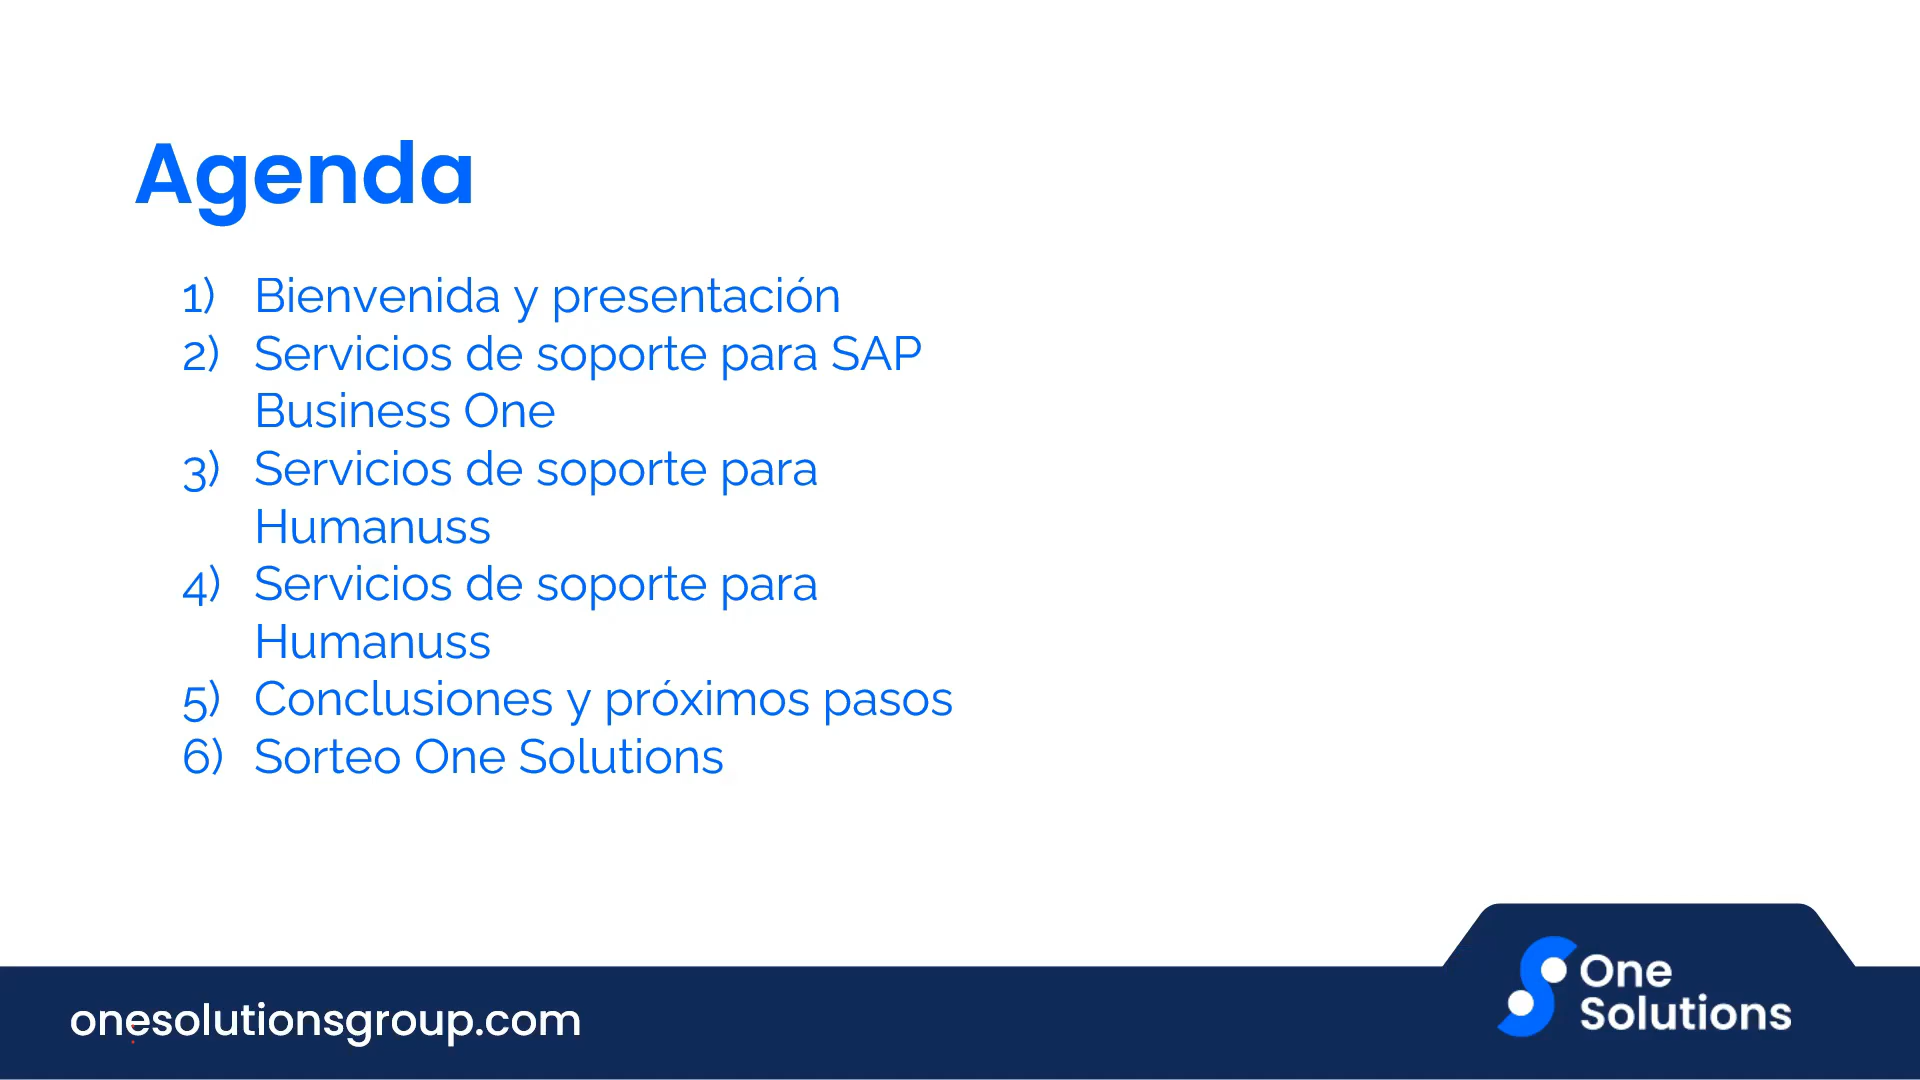 Agenda
1) Bienvenida y presentación
2) Servicios de soporte para SAP
Business One
3) Servicios de soporte para
Humanuss
4) Servicios de soporte para
Humanuss
5) Conclusiones y próximos pasos
6) Sorteo One Solutions
onesolutionsgroup.com
One
Solutions